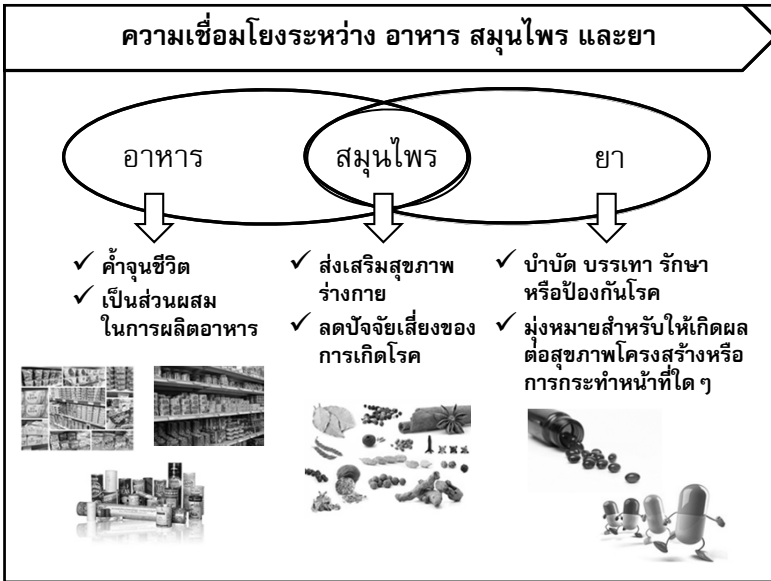 ความเชื่อมโยงระหว่าง อาหาร สมุนไพร และยา
อาหาร
สมุนไพร
ยา
✓ ค้ำจุนชีวิต
✓ เป็นส่วนผสม
ในการผลิตอาหาร
✓ ส่งเสริมสุขภาพ
ร่างกาย
✓ ลดปัจจัยเสี่ยงของ
การเกิดโรค
✓ บำบัด บรรเทา รักษา
หรือป้องกันโรค
✓ มุ่งหมายสำหรับให้เกิดผล
ต่อสุขภาพโครงสร้างหรือ
การกระทำหน้าที่ใด ๆ